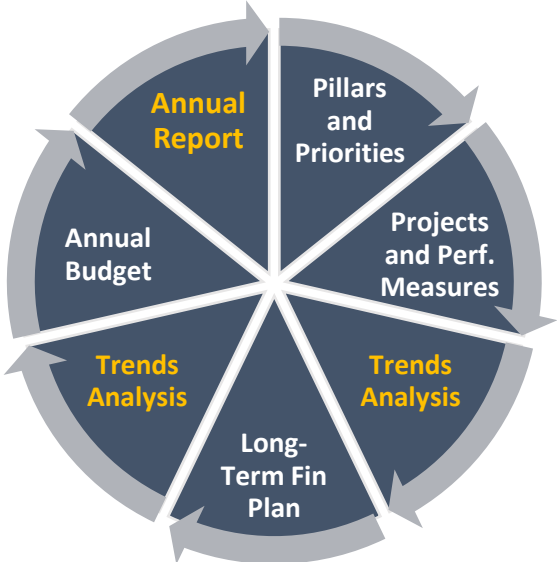 Pillars
and
Priorities
Projects
and Perf.
Measures
Trends
Analysis
Long-
Term Fin
Plan
Trends
Analysis
Annual
Budget
Annual
Report